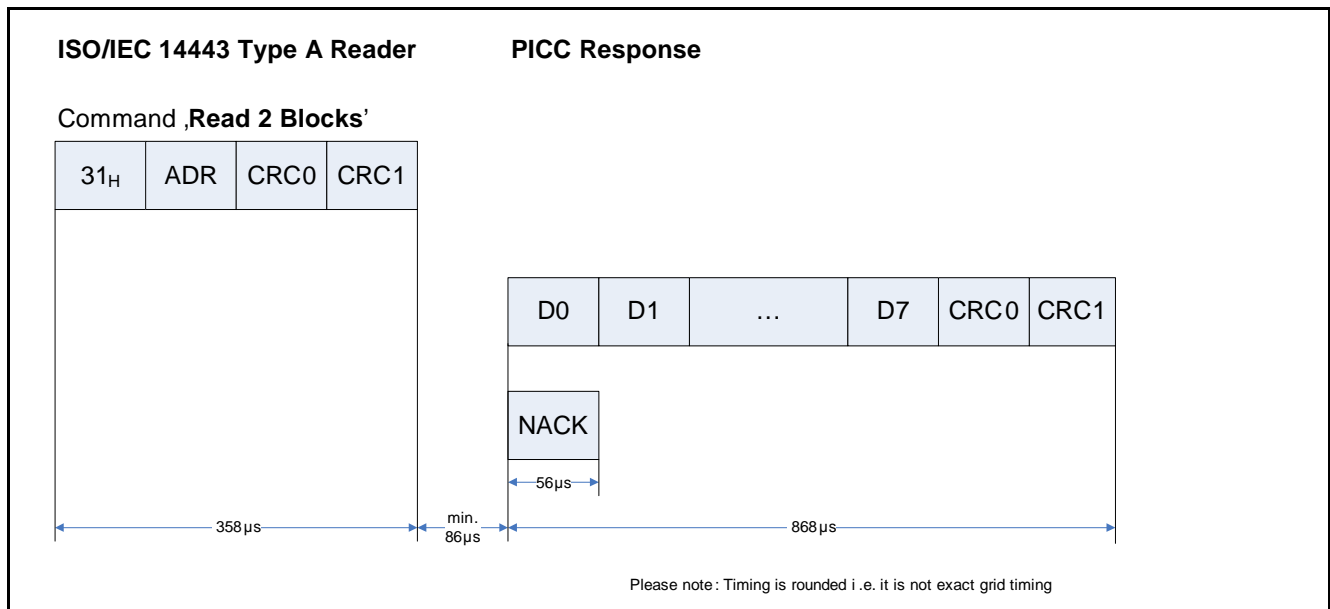 ISO/IEC 14443 Type A Reader PICC Response
Command ‚Read 2 Blocks’
31H ADR CRC0 CRC1
D0 D1 … D7 CRC0 CRC1
NACK
56µs
358µs min. 86µs 868µs
Please note: Timing is rounded i.e. it is not exact grid timing